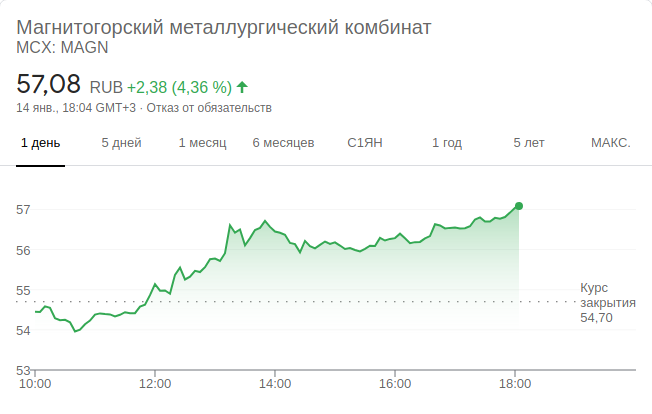 Магнитогорский металлургический комбинат
MCX: MAGN
57,08 RUB +2,38 (4,36 %)
14 янв., 18:04 GMT+3 · Отказ от обязательств
1 день 5 дней 1 месяц 6 месяцев С1ЯН 1 год 5 лет МАКС.
57
56
55
Курс
закрытия
54,70
54
53
10:00 12:00 14:00 16:00 18:00